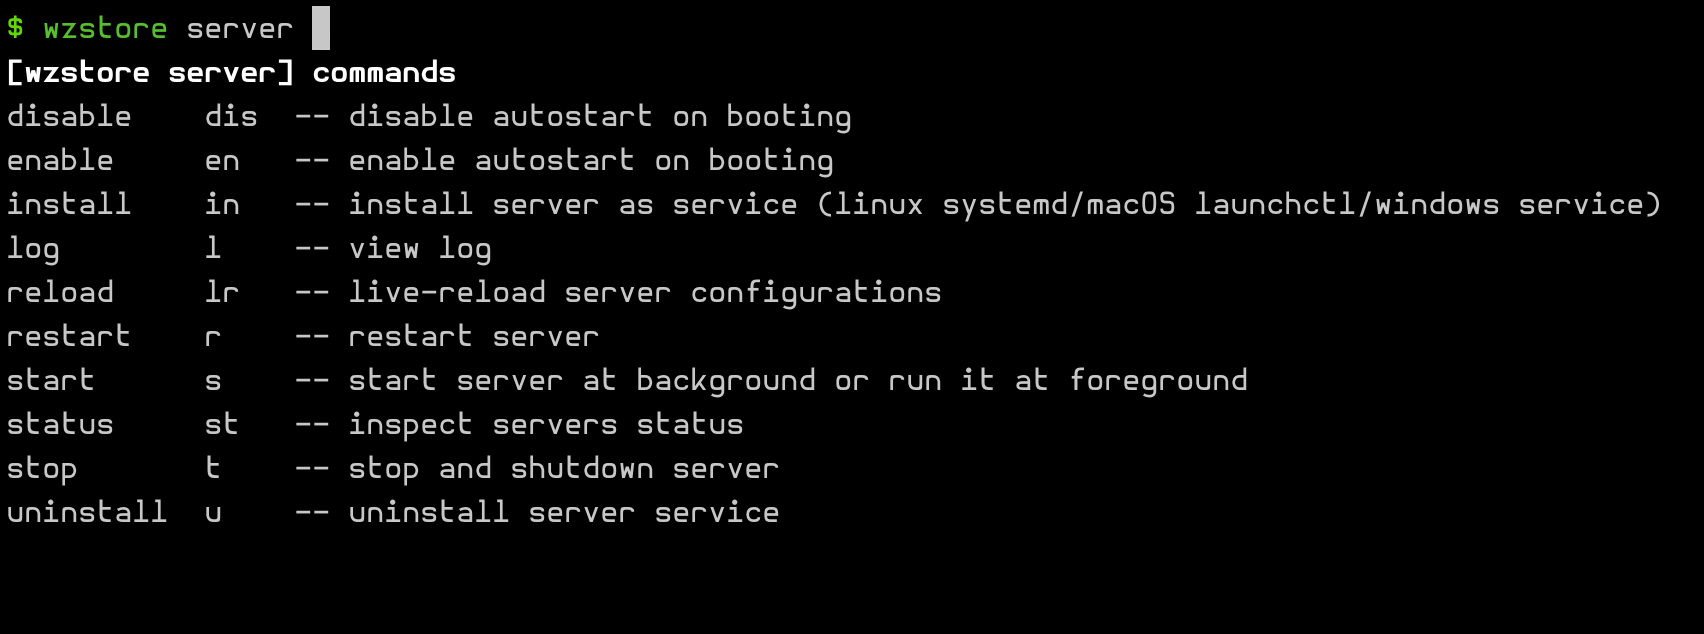 $ wzstore server
[wzstore server] commands
disable    dis  -- disable autostart on booting
enable     en   -- enable autostart on booting
install    in   -- install server as service (linux systemd/macOS launchctl/windows service)
log        l    -- view log
reload     lr   -- live-reload server configurations
restart    r    -- restart server
start      s    -- start server at background or run it at foreground
status     st   -- inspect servers status
stop       t    -- stop and shutdown server
uninstall  u    -- uninstall server service